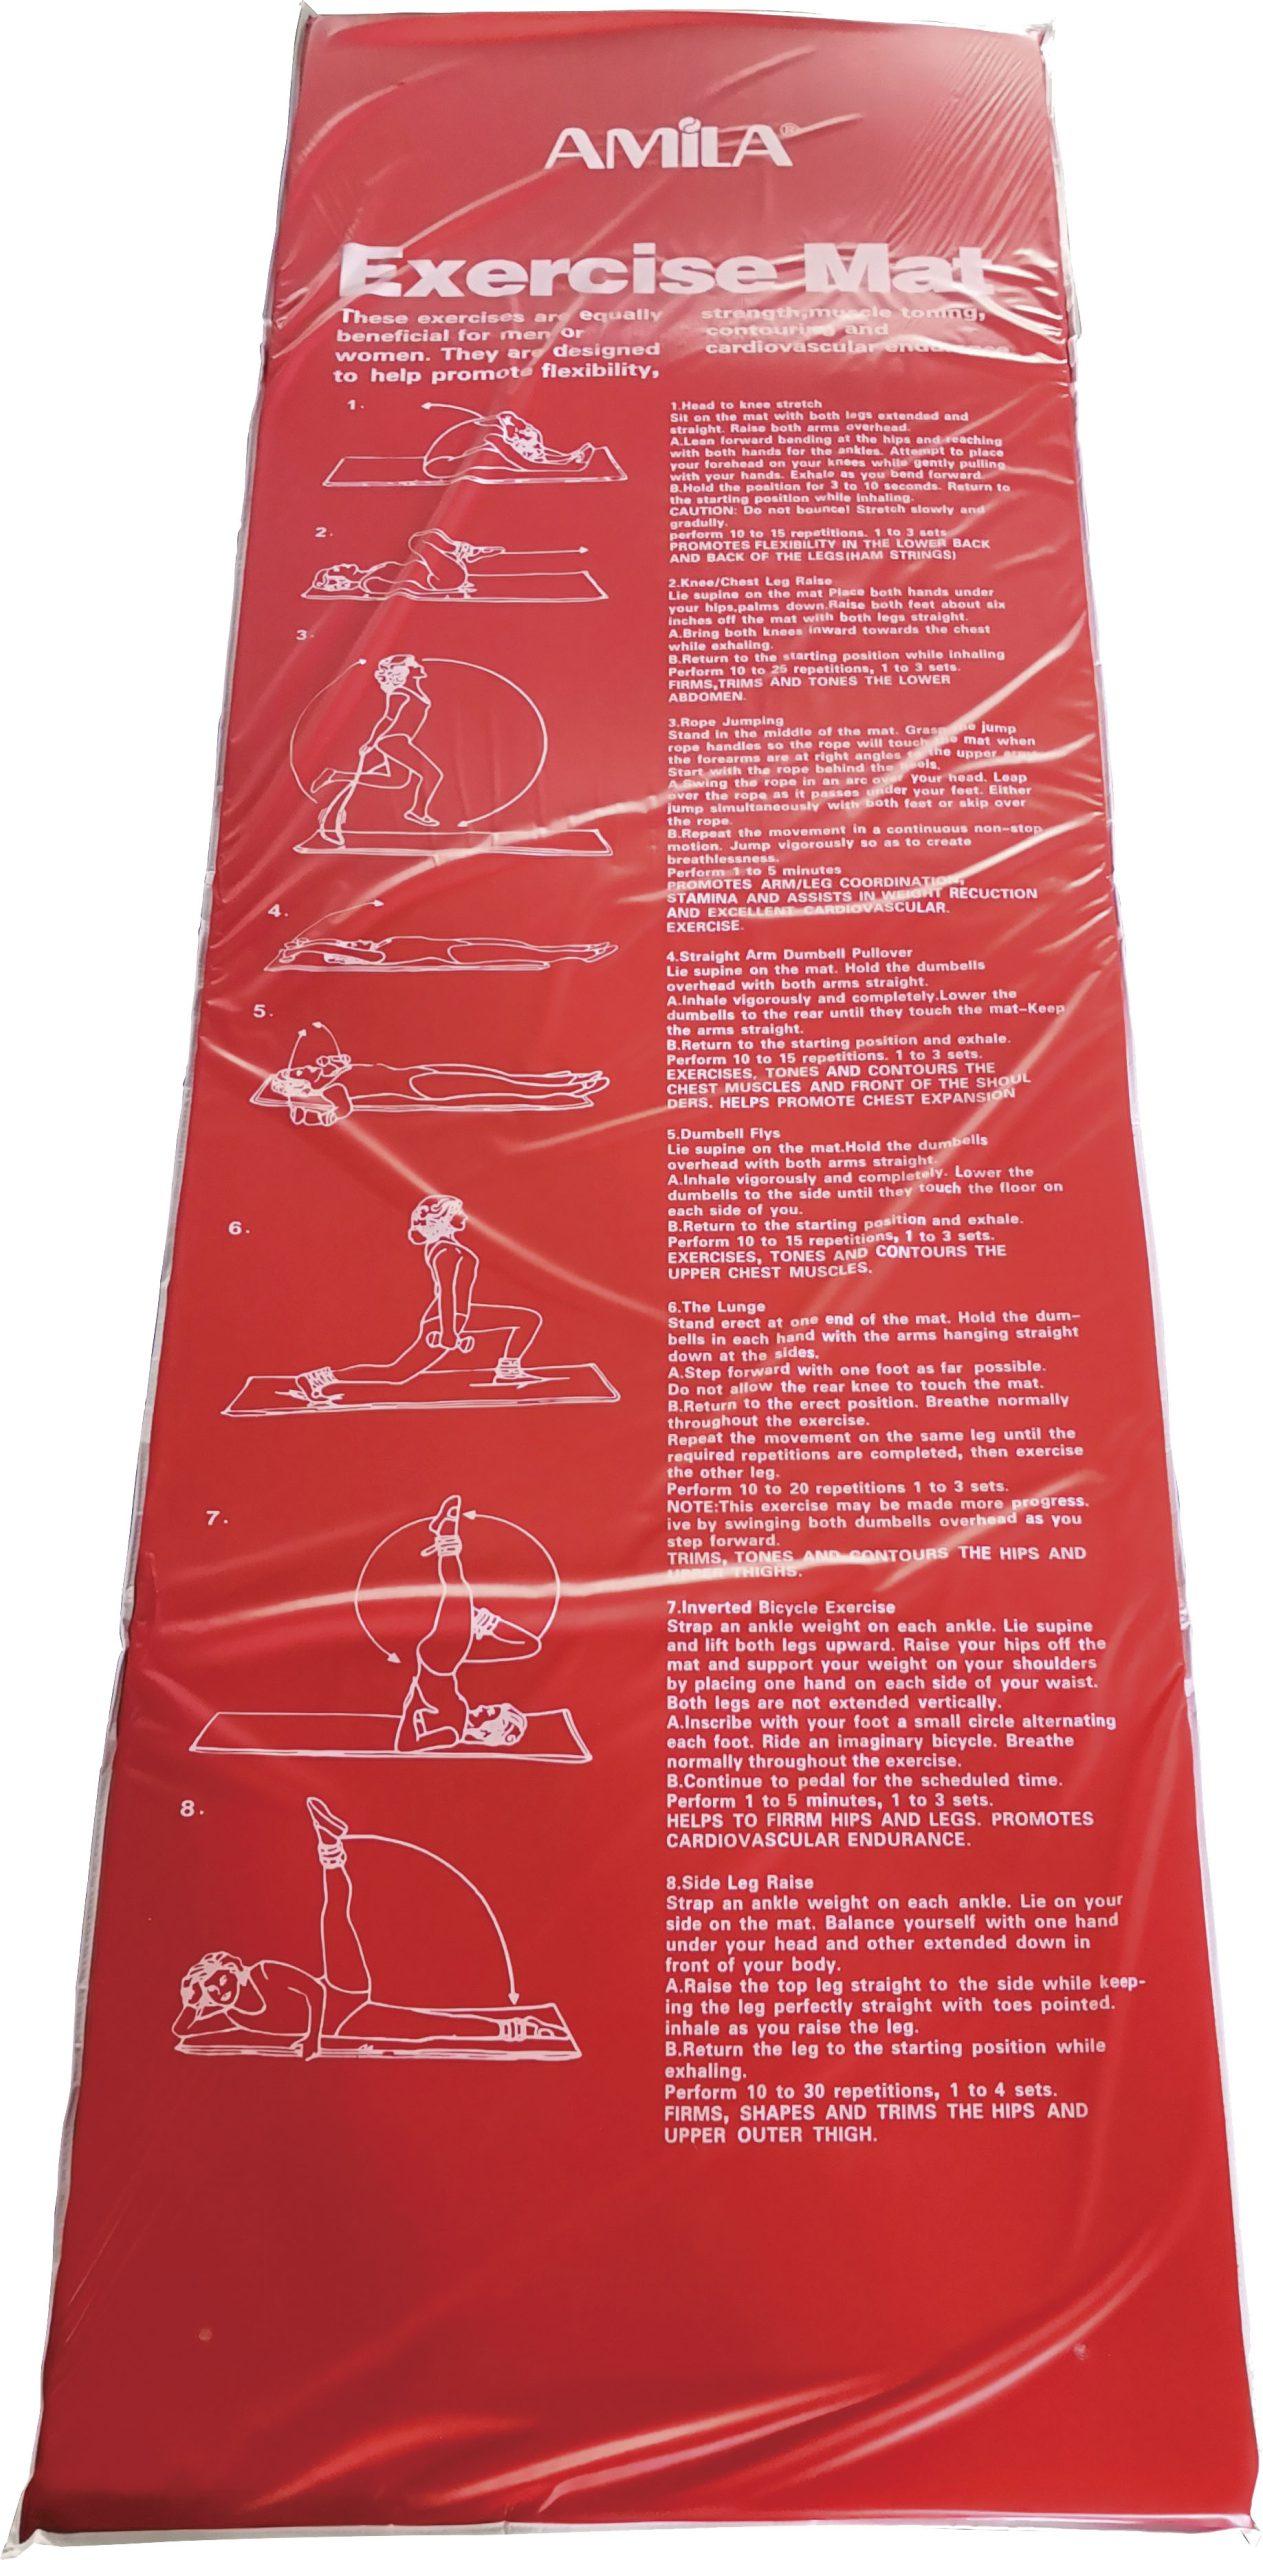 AMILA®
Exercise Mat
These exercises are equally
beneficial for men or
women. They are designed
to help promote flexibility,
strength,muscle toning,
contouring and
cardiovascular endurance
1.
2.
3.
4.
5.
6.
7.
8.
1.Head to knee stretch
Sit on the mat with both legs extended and
straight. Raise both arms overhead.
A.Lean forward bending at the hips and reaching
with both hands for the ankles. Attempt to place
your forehead on your knees while gently pulling
with your hands. Exhale as you bend forward.
B.Hold the position for 3 to 10 seconds. Return to
the starting position while inhaling.
CAUTION: Do not bounce! Stretch slowly and
gradully.
perform 10 to 15 repetitions. 1 to 3 sets
PROMOTES FLEXIBILITY IN THE LOWER BACK
AND BACK OF THE LEGS(HAM STRINGS)
2.Knee/Chest Leg Raise
Lie supine on the mat Place both hands under
your hips,palms down.Raise both feet about six
inches off the mat with both legs straight.
A.Bring both knees inward towards the chest
while exhaling.
B.Return to the starting position while inhaling
Perform 10 to 25 repetitions, 1 to 3 sets.
FIRMS,TRIMS AND TONES THE LOWER
ABDOMEN.
3.Rope Jumping
Stand in the middle of the mat. Grasp the jump
rope handles so the rope will touch the mat when
the forearms are at right angles to the upper arms
Start with the rope behind the heels.
A.Swing the rope in an arc over your head. Leap
over the rope as it passes under your feet. Either
jump simultaneously with both feet or skip over
the rope.
B.Repeat the movement in a continuous non-stop
motion. Jump vigorously so as to create
breathlessness.
Perform 1 to 5 minutes
PROMOTES ARM/LEG COORDINATION,
STAMINA AND ASSISTS IN WEIGHT RECUCTION
AND EXCELLENT CARDIOVASCULAR.
EXERCISE.
4.Straight Arm Dumbell Pullover
Lie supine on the mat. Hold the dumbells
overhead with both arms straight.
A.Inhale vigorously and completely.Lower the
dumbells to the rear until they touch the mat-Keep
the arms straight.
B.Return to the starting position and exhale.
Perform 10 to 15 repetitions. 1 to 3 sets.
EXERCISES, TONES AND CONTOURS THE
CHEST MUSCLES AND FRONT OF THE SHOUL
DERS. HELPS PROMOTE CHEST EXPANSION
5.Dumbell Flys
Lie supine on the mat.Hold the dumbells
overhead with both arms straight.
A.Inhale vigorously and completely. Lower the
dumbells to the side until they touch the floor on
each side of you.
B.Return to the starting position and exhale.
Perform 10 to 15 repetitions, 1 to 3 sets.
EXERCISES, TONES AND CONTOURS THE
UPPER CHEST MUSCLES.
6.The Lunge
Stand erect at one end of the mat. Hold the dum-
bells in each hand with the arms hanging straight
down at the sides.
A.Step forward with one foot as far possible.
Do not allow the rear knee to touch the mat.
B.Return to the erect position. Breathe normally
throughout the exercise.
Repeat the movement on the same leg until the
required repetitions are completed, then exercise
the other leg.
Perform 10 to 20 repetitions 1 to 3 sets.
NOTE:This exercise may be made more progress.
ive by swinging both dumbells overhead as you
step forward.
TRIMS, TONES AND CONTOURS THE HIPS AND
UPPER THIGHS.
7.Inverted Bicycle Exercise
Strap an ankle weight on each ankle. Lie supine
and lift both legs upward. Raise your hips off the
mat and support your weight on your shoulders
by placing one hand on each side of your waist.
Both legs are not extended vertically.
A.Inscribe with your foot a small circle alternating
each foot. Ride an imaginary bicycle. Breathe
normally throughout the exercise.
B.Continue to pedal for the scheduled time.
Perform 1 to 5 minutes, 1 to 3 sets.
HELPS TO FIRRM HIPS AND LEGS. PROMOTES
CARDIOVASCULAR ENDURANCE.
8.Side Leg Raise
Strap an ankle weight on each ankle. Lie on your
side on the mat. Balance yourself with one hand
under your head and other extended down in
front of your body.
A.Raise the top leg straight to the side while keep-
ing the leg perfectly straight with toes pointed.
inhale as you raise the leg.
B.Return the leg to the starting position while
exhaling.
Perform 10 to 30 repetitions, 1 to 4 sets.
FIRMS, SHAPES AND TRIMS THE HIPS AND
UPPER OUTER THIGH.